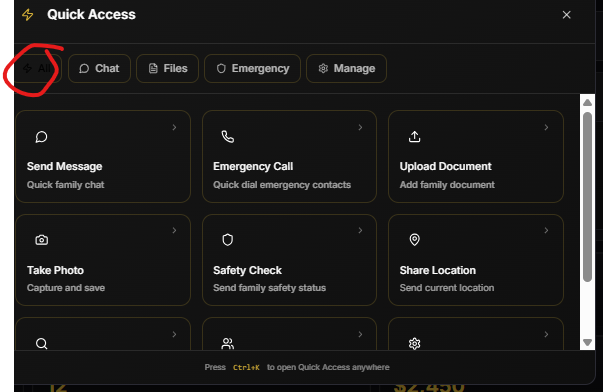 Quick Access
All
Chat
Files
Emergency
Manage
Send Message
Quick family chat
Emergency Call
Quick dial emergency contacts
Upload Document
Add family document
Take Photo
Capture and save
Safety Check
Send family safety status
Share Location
Send current location
Press Ctrl+K to open Quick Access anywhere
12
$2,450